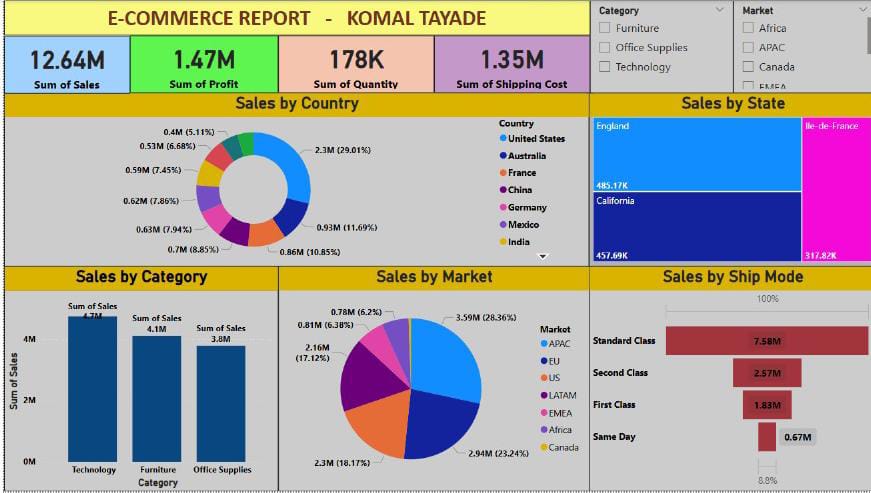 E-COMMERCE REPORT - KOMAL TAYADE
12.64M
Sum of Sales
1.47M
Sum of Profit
178K
Sum of Quantity
1.35M
Sum of Shipping Cost
Category
Furniture
Office Supplies
Technology
Market
Africa
APAC
Canada
EMEA
Sales by Country
0.4M (5.11%)
0.53M (6.68%)
0.59M (7.45%)
0.62M (7.86%)
0.63M (7.94%)
0.7M (8.85%)
0.86M (10.85%)
0.93M (11.69%)
2.3M (29.01%)
Country
United States
Australia
France
China
Germany
Mexico
India
Sales by State
England
485.17K
California
457.69K
Ile-de-France
317.82K
Sales by Category
Sum of Sales
4M
2M
0M
Sum of Sales
4.7M
Sum of Sales
4.1M
Sum of Sales
3.8M
Technology
Furniture
Office Supplies
Category
Sales by Market
0.78M (6.2%)
0.81M (6.38%)
2.16M
(17.12%)
2.3M (18.17%)
2.94M (23.24%)
3.59M (28.36%)
Market
APAC
EU
US
LATAM
EMEA
Africa
Canada
Sales by Ship Mode
100%
Standard Class
7.58M
Second Class
2.57M
First Class
1.83M
Same Day
0.67M
8.8%